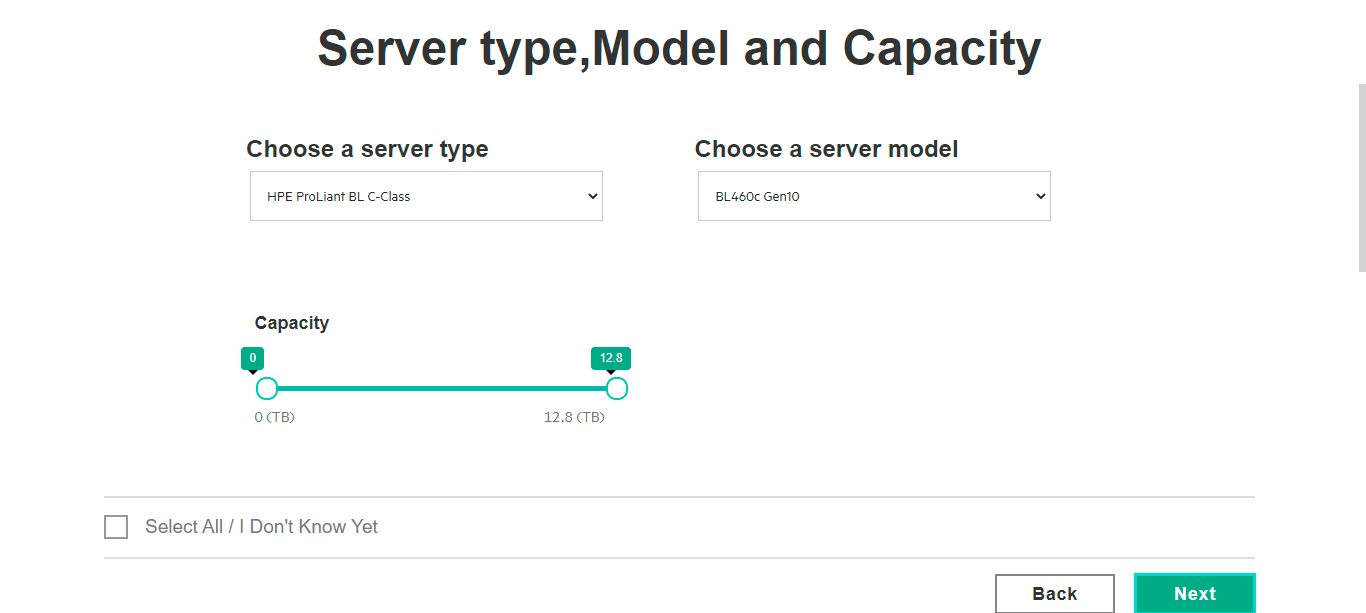 Server type,Model and Capacity
Choose a server type
Choose a server model
HPE ProLiant BL C-Class
BL460c Gen10
Capacity
0
12.8
0 (TB)
12.8 (TB)
Select All / I Don't Know Yet
Back
Next